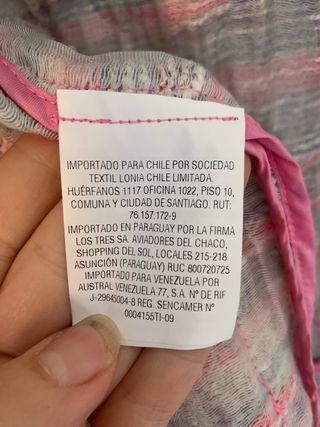 IMPORTADO PARA CHILE POR SOCIEDAD
TEXTIL LONIA CHILE LIMITADA.
HUÉRFANOS 1117 OFICINA 1022, PISO 10,
COMUNA Y CIUDAD DE SANTIAGO. RUT:
76.157.172-9
IMPORTADO EN PARAGUAY POR LA FIRMA
LOS TRES SA. AVIADORES DEL CHACO,
SHOPPING DEL SOL, LOCALES 215-218
ASUNCIÓN (PARAGUAY) RUC 800720725
IMPORTADO PARA VENEZUELA POR
AUSTRAL VENEZUELA 77, S.A. Nº DE RIF
J-29645004-8 REG. SENCAMER Nº
0004155TI-09